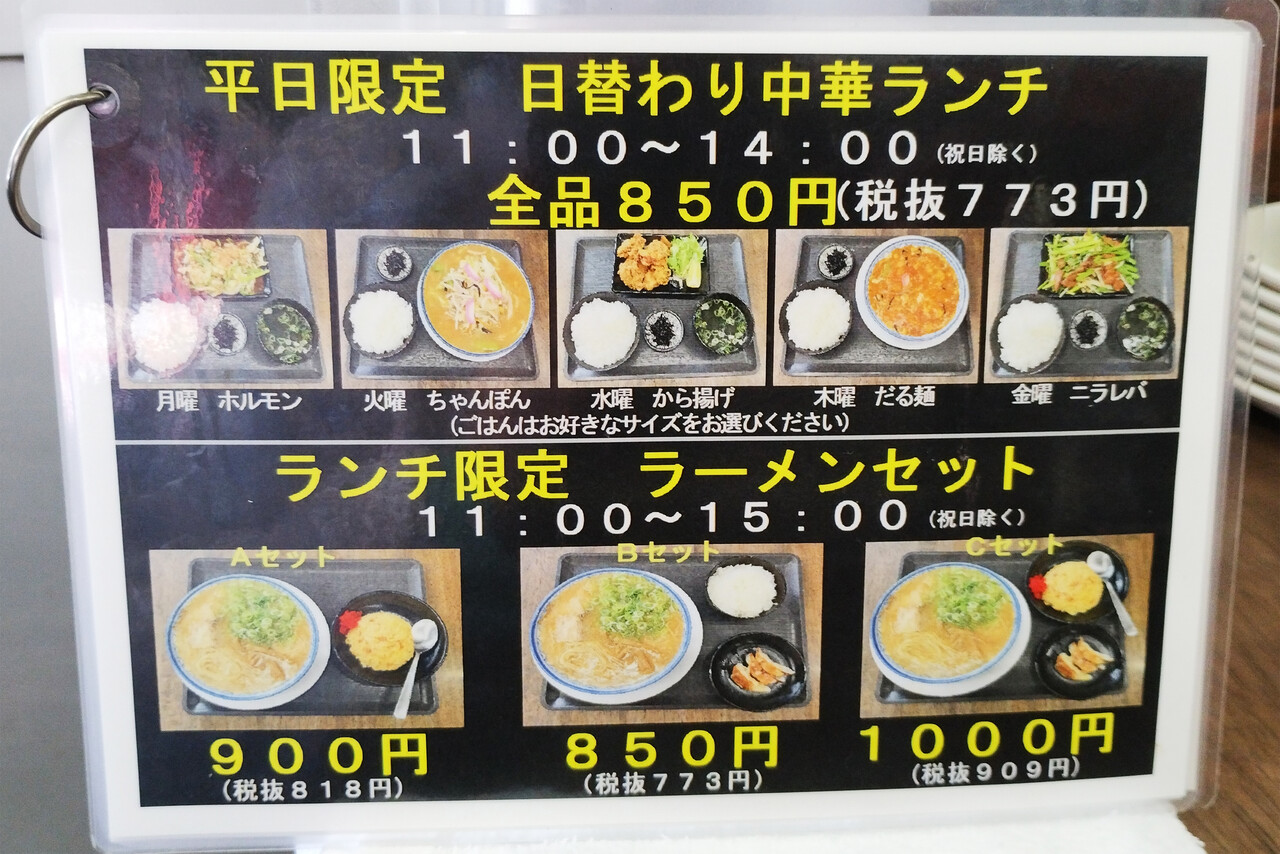 平日限定　日替わり中華ランチ
１１：００～１４：００（祝日除く）
全品８５０円（税抜７７３円）
月曜　ホルモン　火曜　ちゃんぽん　水曜　から揚げ　木曜　だる麺　金曜　ニラレバ
（ごはんはお好きなサイズをお選びください）
ランチ限定　ラーメンセット
１１：００～１５：００（祝日除く）
Ａセット　Ｂセット　Ｃセット
９００円　８５０円　１０００円
（税抜８１８円）　（税抜７７３円）　（税抜９０９円）